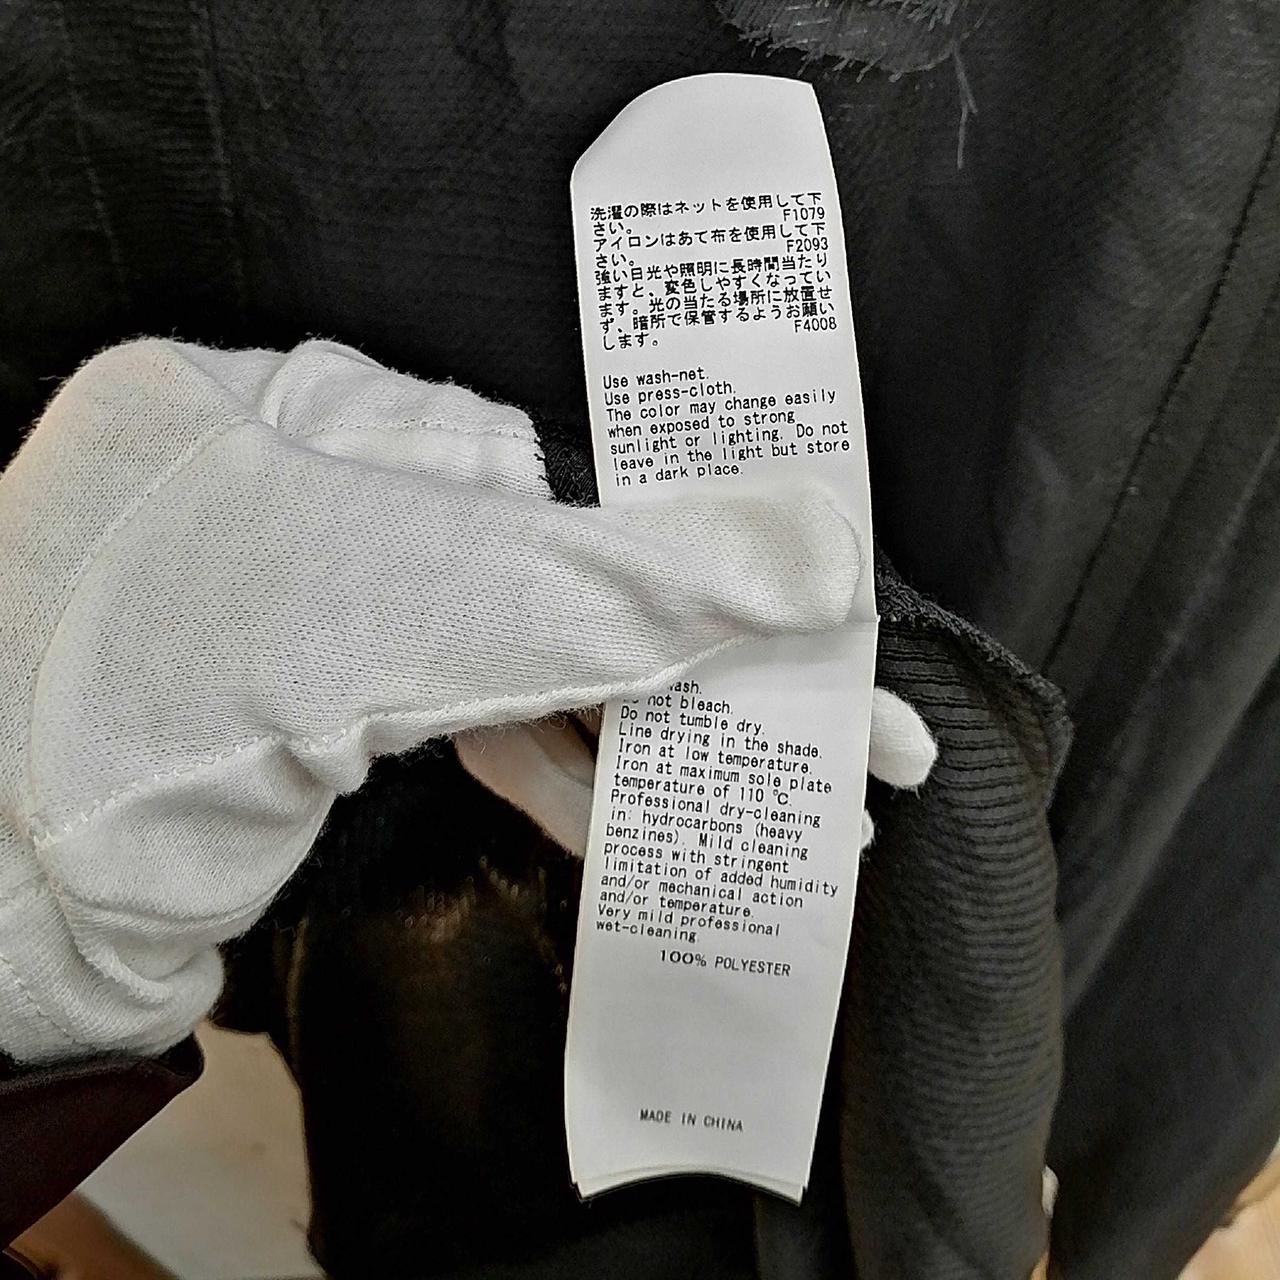 洗濯の際はネットを使用して下
さい。 F1079
アイロンはあて布を使用して下
さい。 F2093
強い日光や照明に長時間当たり
ますと、変色しやすくなってい
ます。光の当たる場所に放置せ
ず、暗所で保管するようお願い
します。 F4008
Use wash-net.
Use press-cloth.
The color may change easily
when exposed to strong
sunlight or lighting. Do not
leave in the light but store
in a dark place.
wash.
not bleach.
Do not tumble dry.
Line drying in the shade.
Iron at low temperature.
Iron at maximum sole plate
temperature of 110 ℃.
Professional dry-cleaning
in: hydrocarbons (heavy
benzines). Mild cleaning
process with stringent
limitation of added humidity
and/or mechanical action
and/or temperature.
Very mild professional
wet-cleaning.
100% POLYESTER
MADE IN CHINA